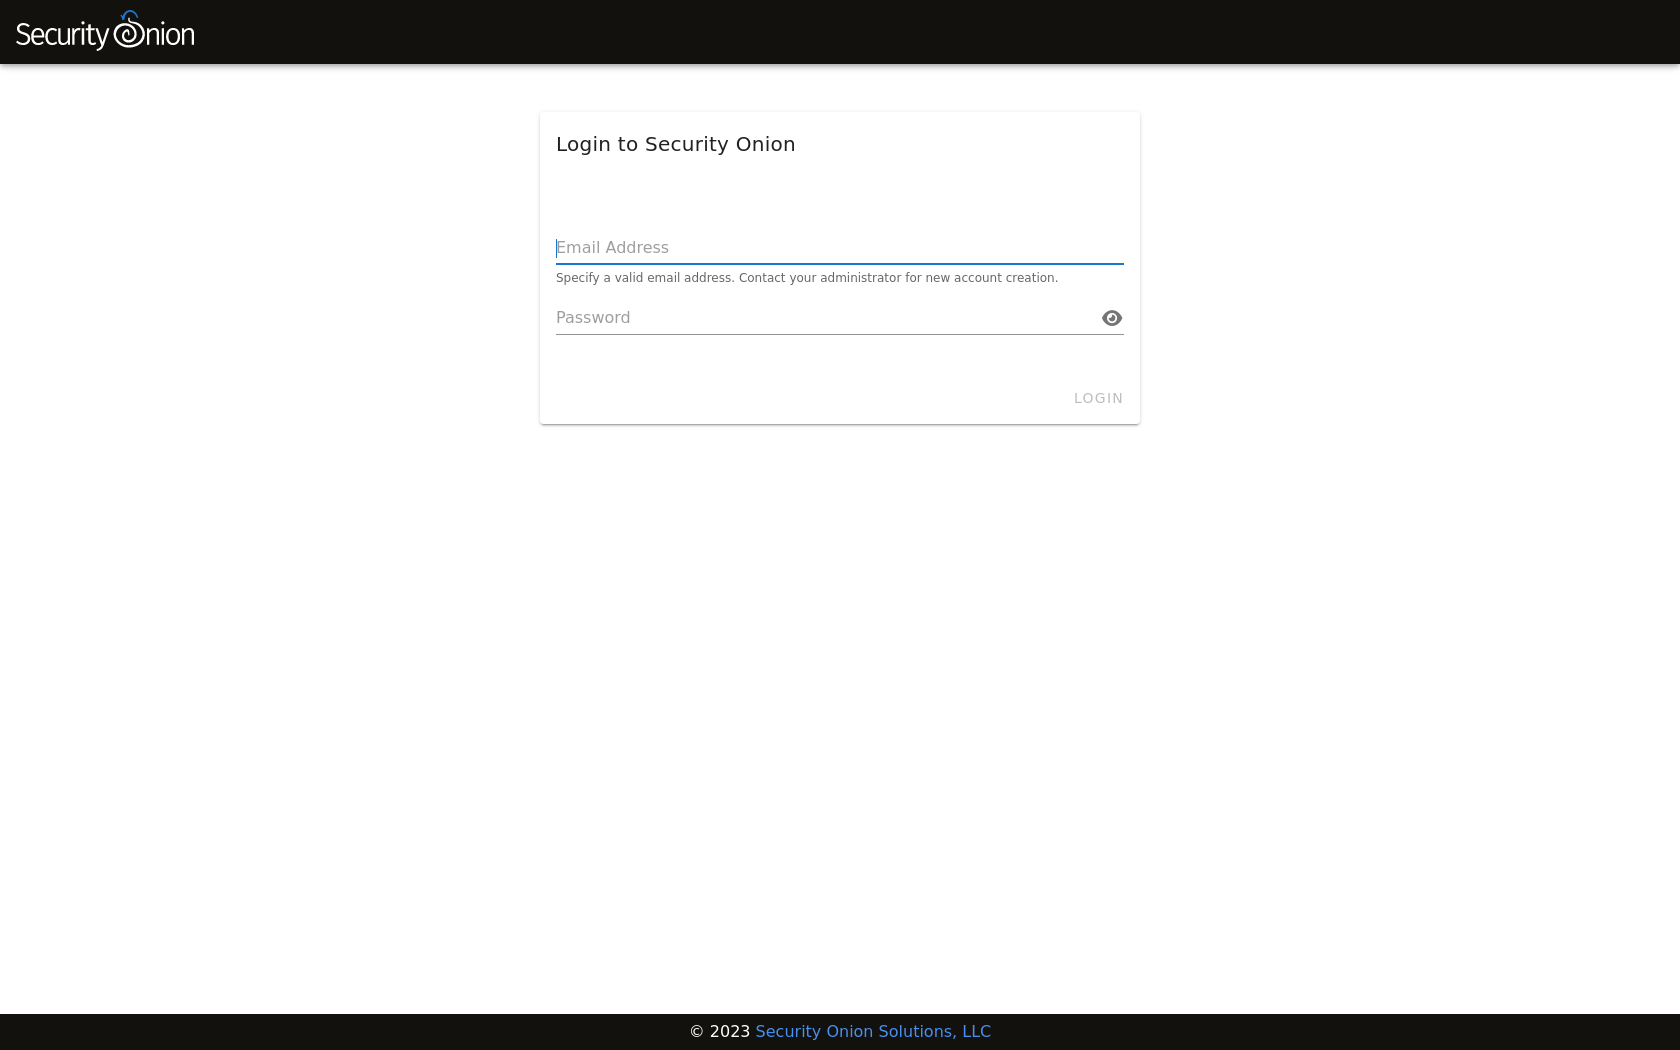 Security Onion
Login to Security Onion
Email Address
Specify a valid email address. Contact your administrator for new account creation.
Password
LOGIN
© 2023 Security Onion Solutions, LLC